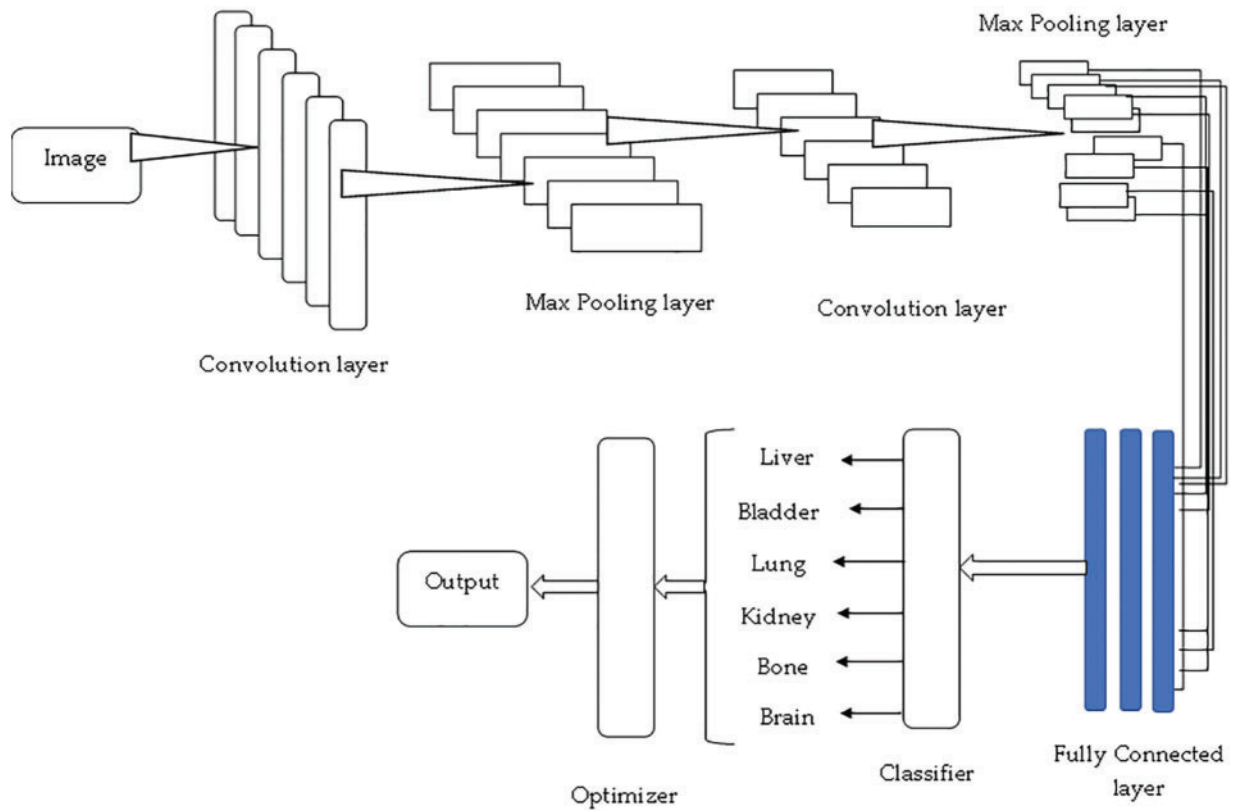 Max Pooling layer
Image
Max Pooling layer
Convolution layer
Convolution layer
Liver
Bladder
Lung
Kidney
Bone
Brain
Output
Optimizer
Classifier
Fully Connected
layer